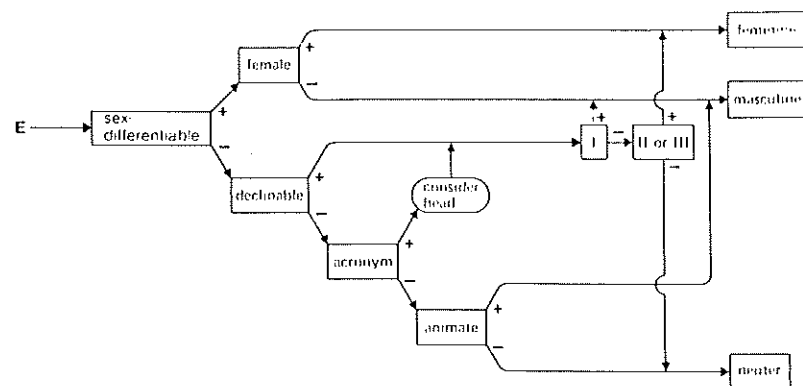 feminine
+
female
–
masculine
E
sex-
differentiable
+
–
+
I
–
+
II or III
–
declinable
+
–
consider
head
acronym
+
–
animate
+
–
neuter